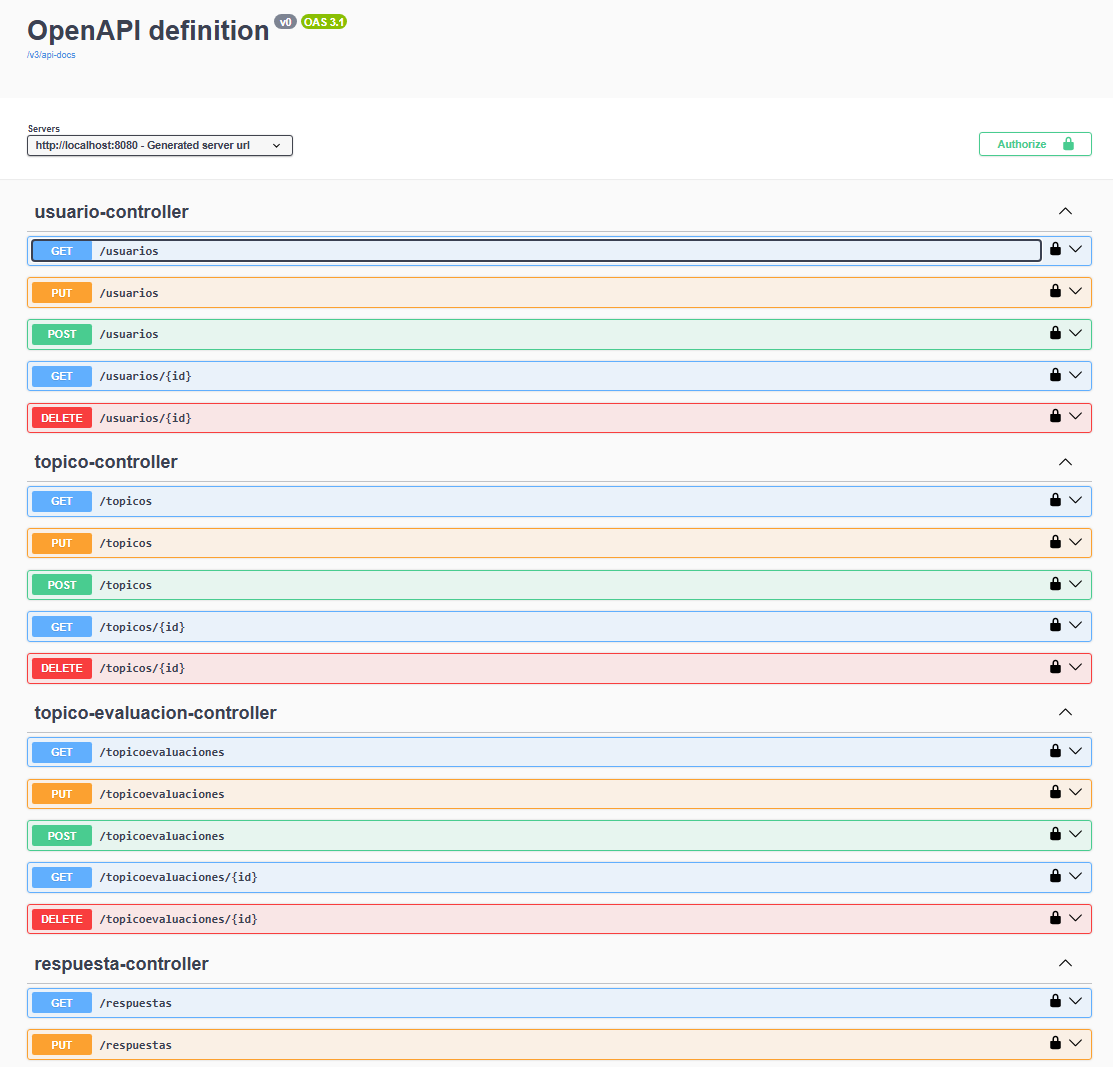 OpenAPI definition v0 OAS 3.1
/v3/api-docs
Servers
http://localhost:8080 - Generated server url
Authorize
usuario-controller
GET /usuarios
PUT /usuarios
POST /usuarios
GET /usuarios/{id}
DELETE /usuarios/{id}
topico-controller
GET /topicos
PUT /topicos
POST /topicos
GET /topicos/{id}
DELETE /topicos/{id}
topico-evaluacion-controller
GET /topicoevaluaciones
PUT /topicoevaluaciones
POST /topicoevaluaciones
GET /topicoevaluaciones/{id}
DELETE /topicoevaluaciones/{id}
respuesta-controller
GET /respuestas
PUT /respuestas